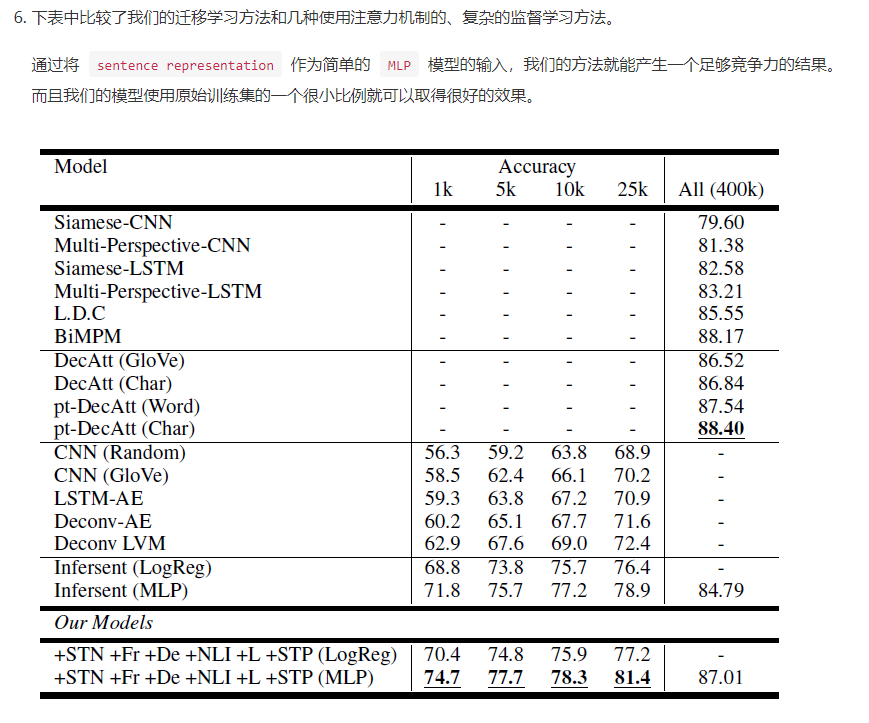 6. 下表中比较了我们的迁移学习方法和几种使用注意力机制的、复杂的监督学习方法。
通过将 sentence representation 作为简单的 MLP 模型的输入，我们的方法就能产生一个足够竞争力的结果。
而且我们的模型使用原始训练集的一个很小比例就可以取得很好的效果。
Model Accuracy
1k 5k 10k 25k All (400k)
Siamese-CNN - - - - 79.60
Multi-Perspective-CNN - - - - 81.38
Siamese-LSTM - - - - 82.58
Multi-Perspective-LSTM - - - - 83.21
L.D.C - - - - 85.55
BiMPM - - - - 88.17
DecAtt (GloVe) - - - - 86.52
DecAtt (Char) - - - - 86.84
pt-DecAtt (Word) - - - - 87.54
pt-DecAtt (Char) - - - - 88.40
CNN (Random) 56.3 59.2 63.8 68.9 -
CNN (GloVe) 58.5 62.4 66.1 70.2 -
LSTM-AE 59.3 63.8 67.2 70.9 -
Deconv-AE 60.2 65.1 67.7 71.6 -
Deconv LVM 62.9 67.6 69.0 72.4 -
Infersent (LogReg) 68.8 73.8 75.7 76.4 -
Infersent (MLP) 71.8 75.7 77.2 78.9 84.79
Our Models
+STN +Fr +De +NLI +L +STP (LogReg) 70.4 74.8 75.9 77.2 -
+STN +Fr +De +NLI +L +STP (MLP) 74.7 77.7 78.3 81.4 87.01